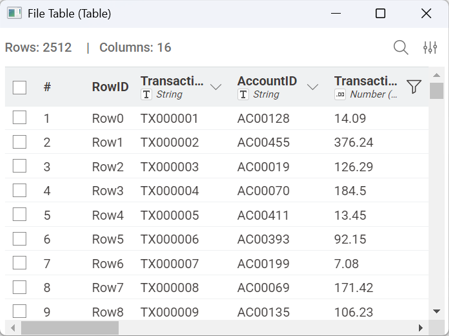 File Table (Table)
Rows: 2512 | Columns: 16
# RowID Transacti... AccountID Transacti...
T String T String .00 Number (...
1 Row0 TX000001 AC00128 14.09
2 Row1 TX000002 AC00455 376.24
3 Row2 TX000003 AC00019 126.29
4 Row3 TX000004 AC00070 184.5
5 Row4 TX000005 AC00411 13.45
6 Row5 TX000006 AC00393 92.15
7 Row6 TX000007 AC00199 7.08
8 Row7 TX000008 AC00069 171.42
9 Row8 TX000009 AC00135 106.23